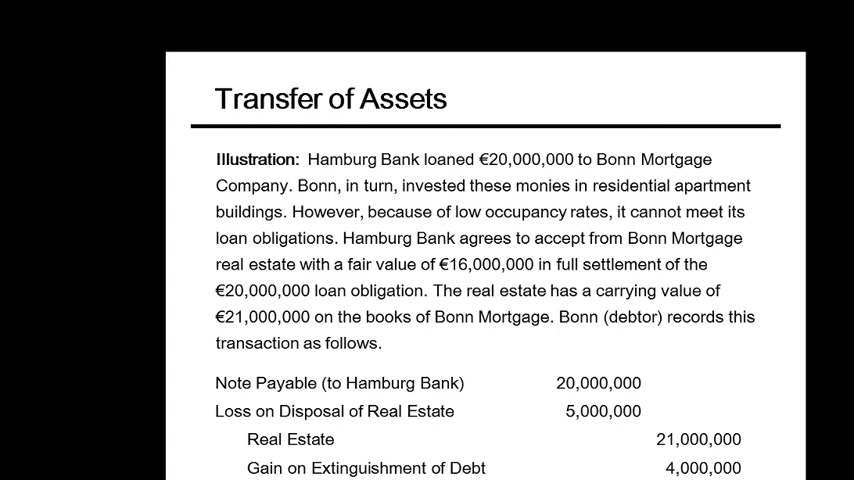 Transfer of Assets
Illustration: Hamburg Bank loaned €20,000,000 to Bonn Mortgage
Company. Bonn, in turn, invested these monies in residential apartment
buildings. However, because of low occupancy rates, it cannot meet its
loan obligations. Hamburg Bank agrees to accept from Bonn Mortgage
real estate with a fair value of €16,000,000 in full settlement of the
€20,000,000 loan obligation. The real estate has a carrying value of
€21,000,000 on the books of Bonn Mortgage. Bonn (debtor) records this
transaction as follows.
Note Payable (to Hamburg Bank) 20,000,000
Loss on Disposal of Real Estate 5,000,000
Real Estate 21,000,000
Gain on Extinguishment of Debt 4,000,000